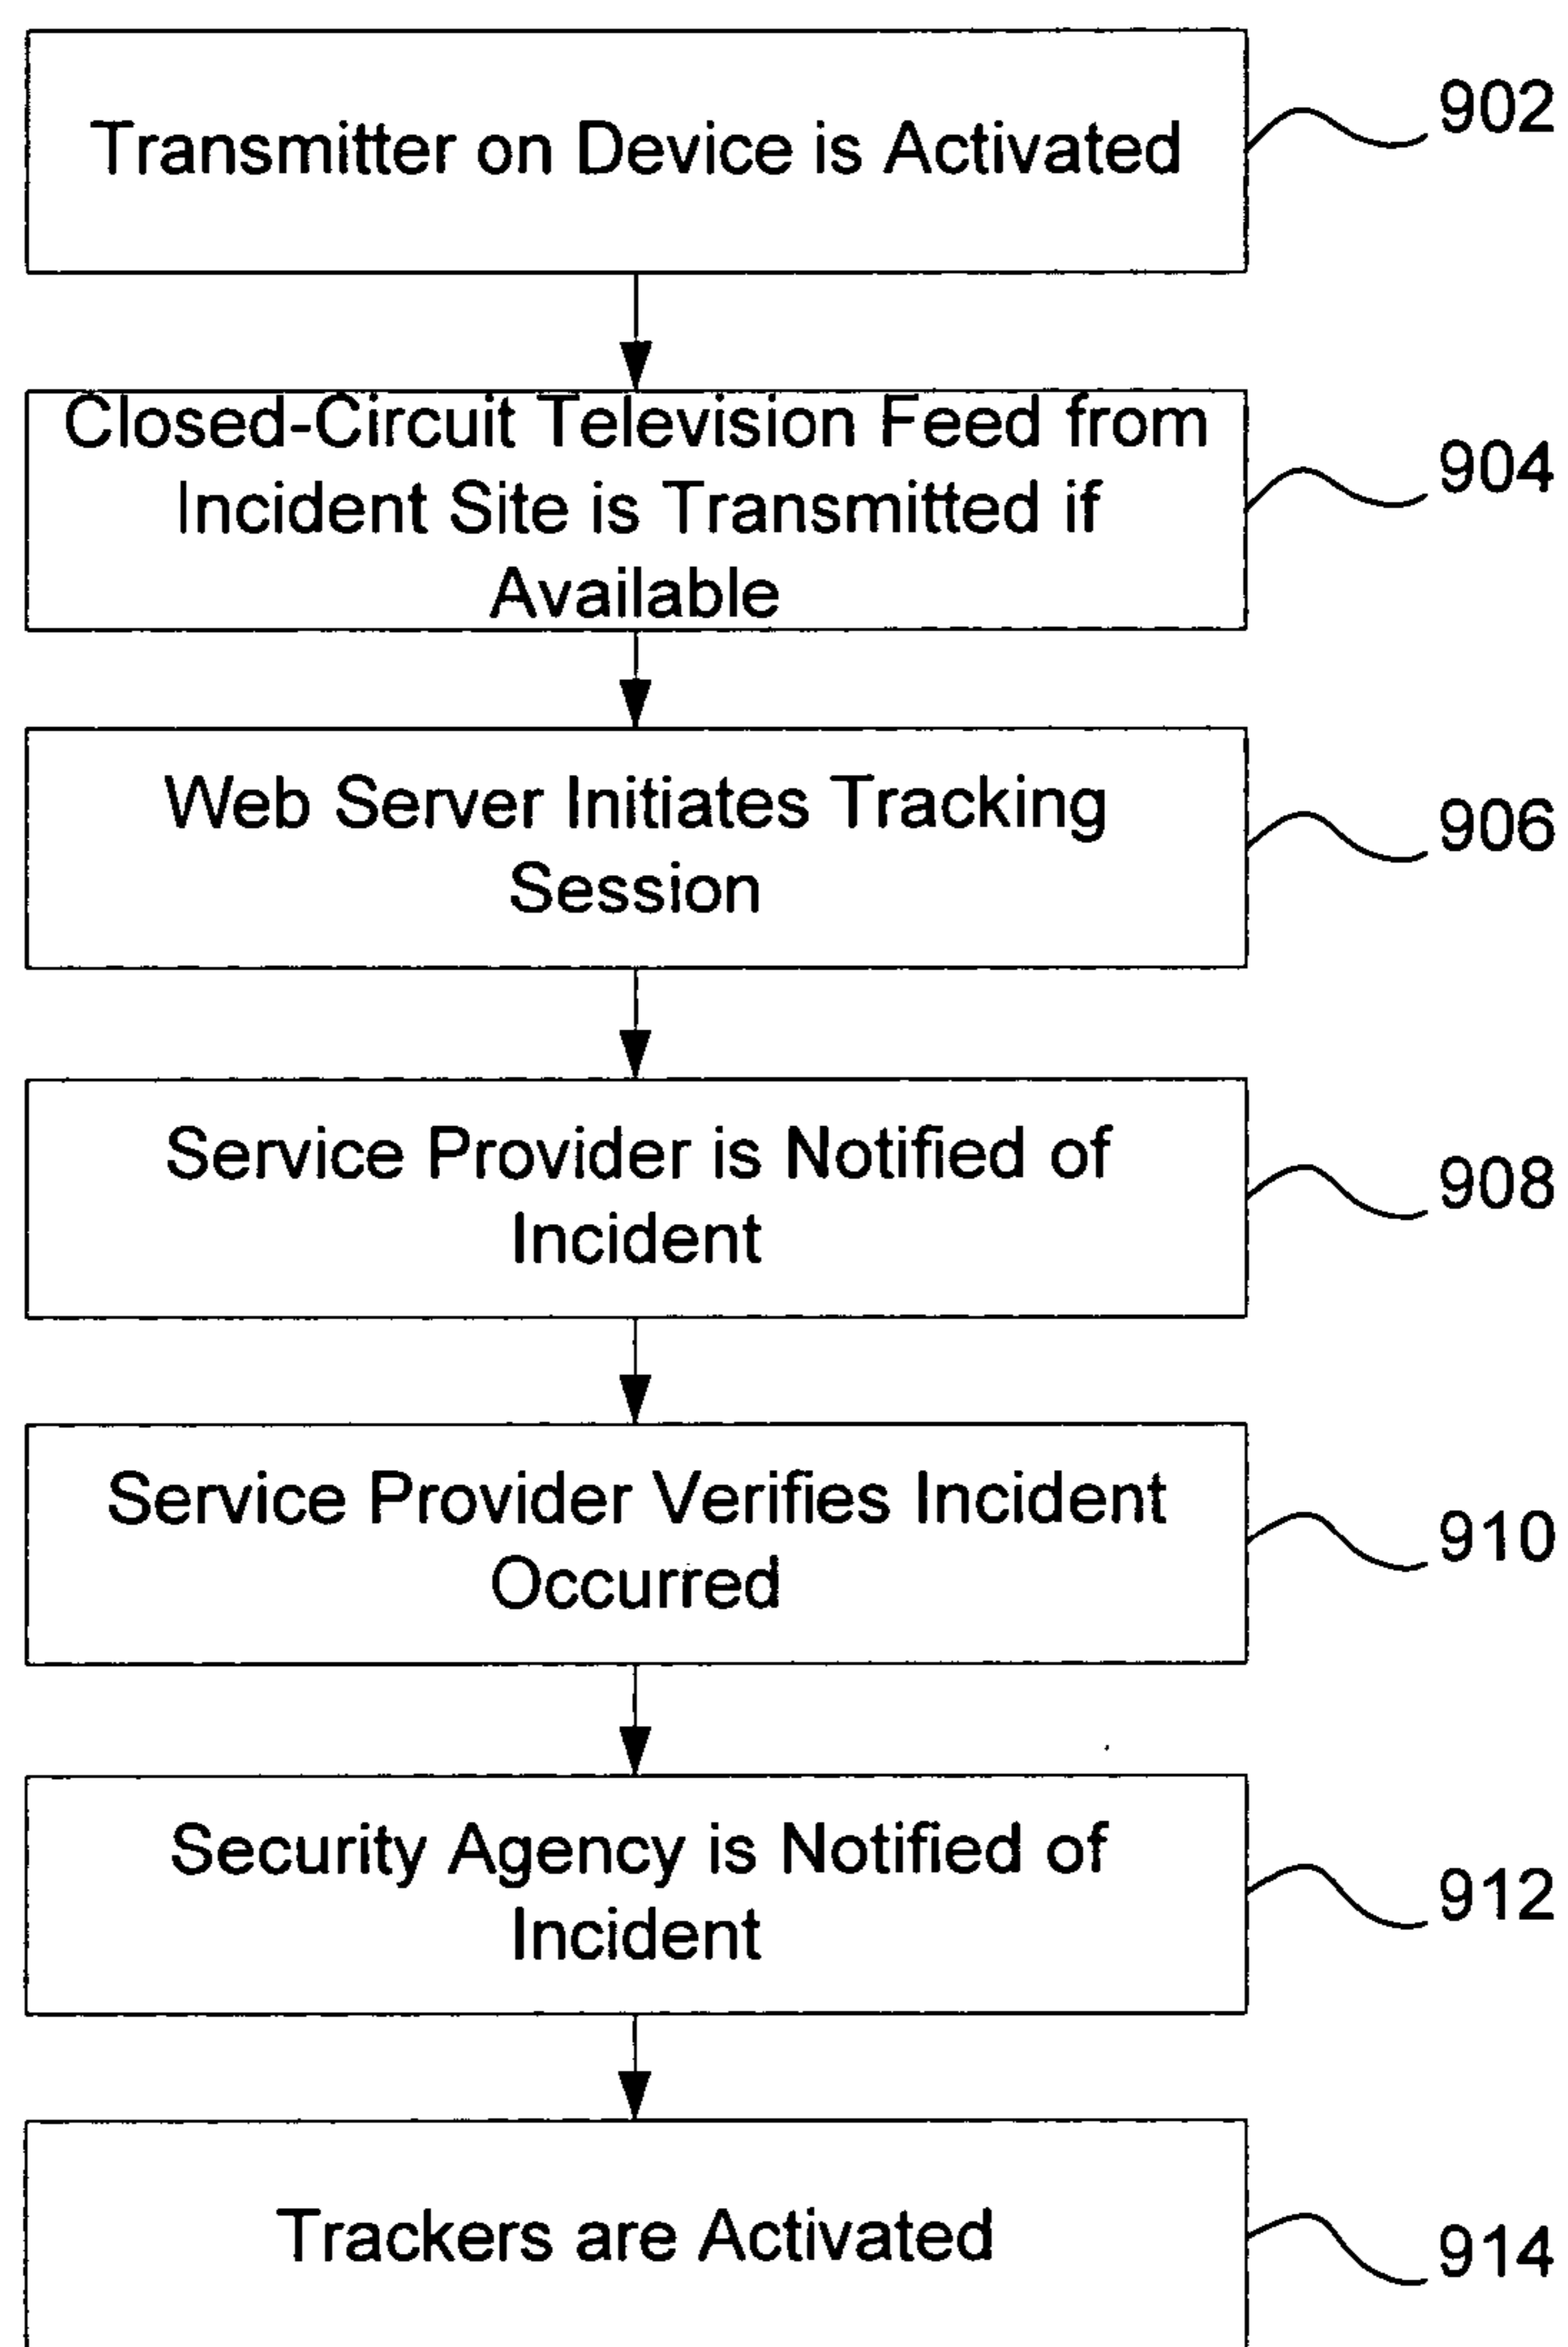 Transmitter on Device is Activated
902
Closed-Circuit Television Feed from
Incident Site is Transmitted if
Available
904
Web Server Initiates Tracking
Session
906
Service Provider is Notified of
Incident
908
Service Provider Verifies Incident
Occurred
910
Security Agency is Notified of
Incident
912
Trackers are Activated
914